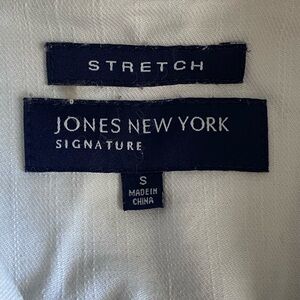 STRETCH
JONES NEW YORK
SIGNATURE
S
MADE IN
CHINA